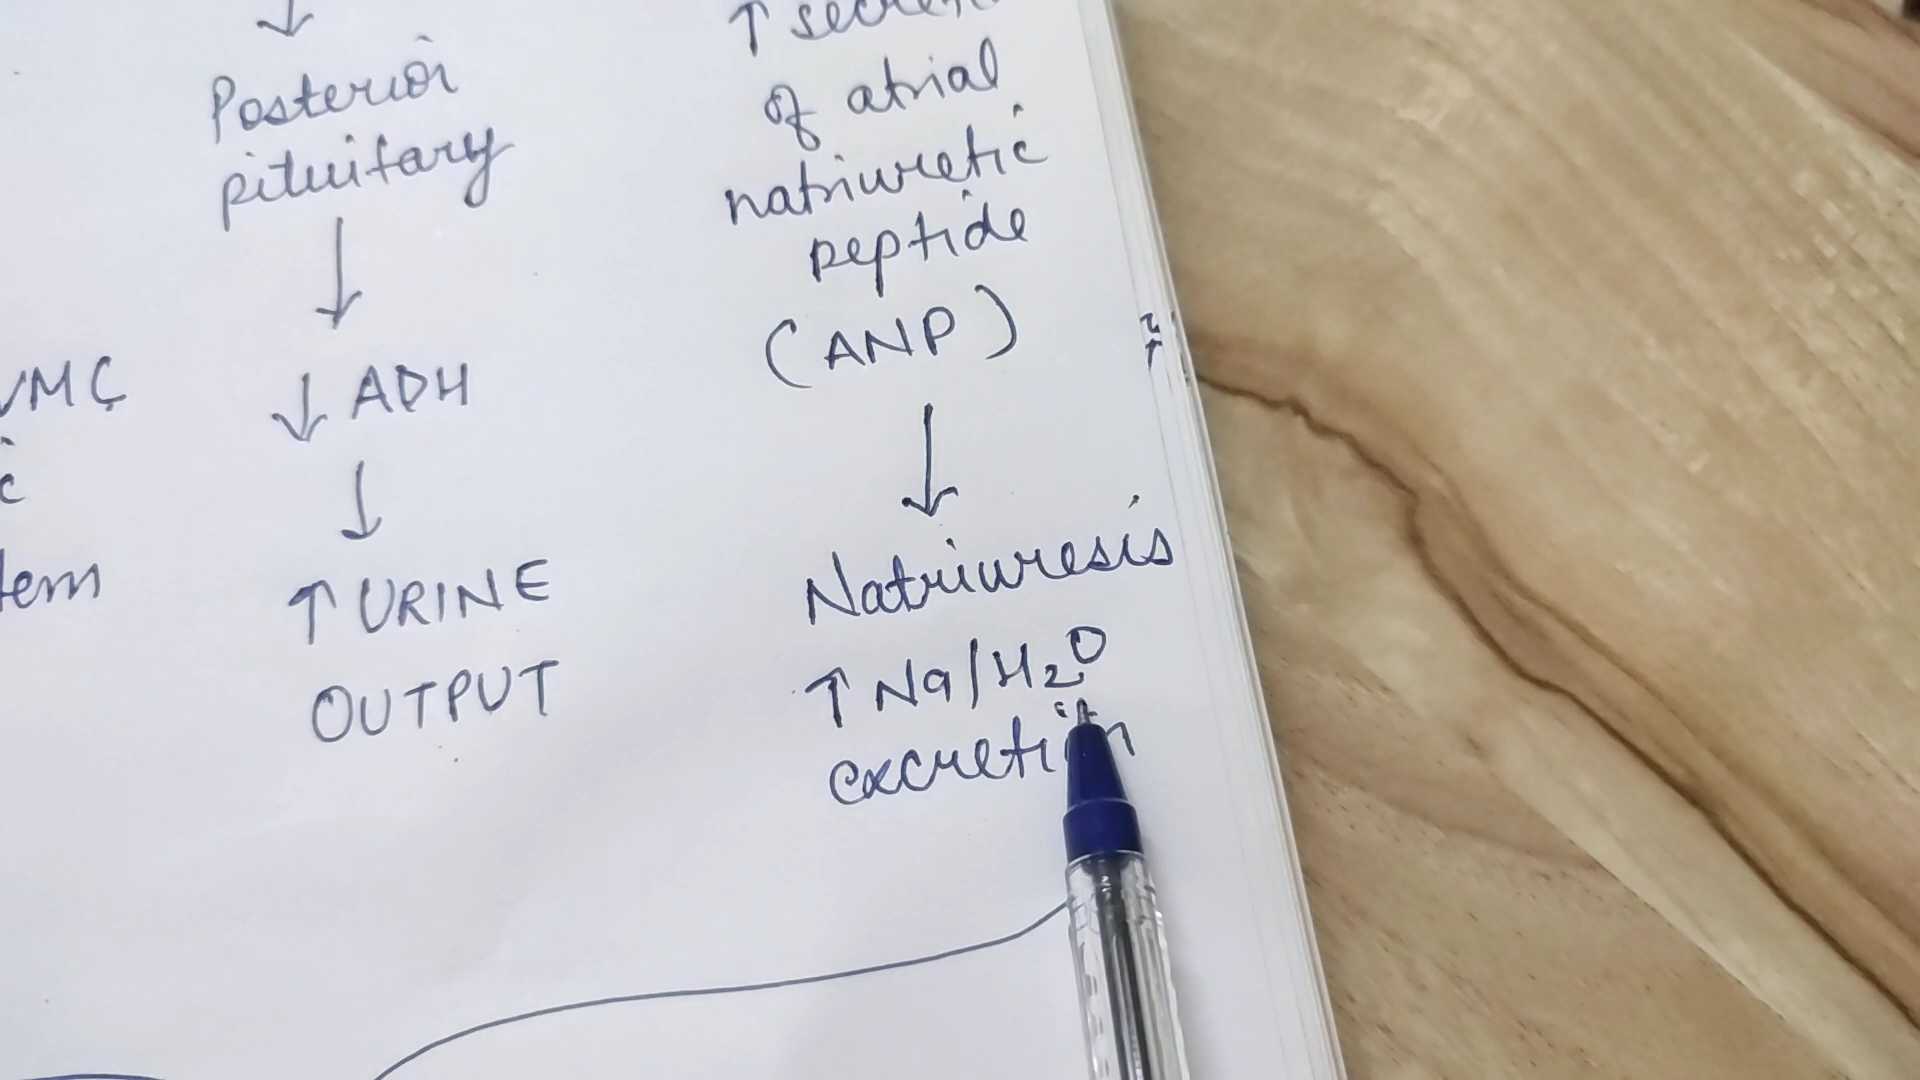 Posterior
pituitary
↓ ADH
↑ URINE
OUTPUT
↑
of atrial
natriuretic
peptide
(ANP)
Natriuresis
↑ Na/H₂O
excretion